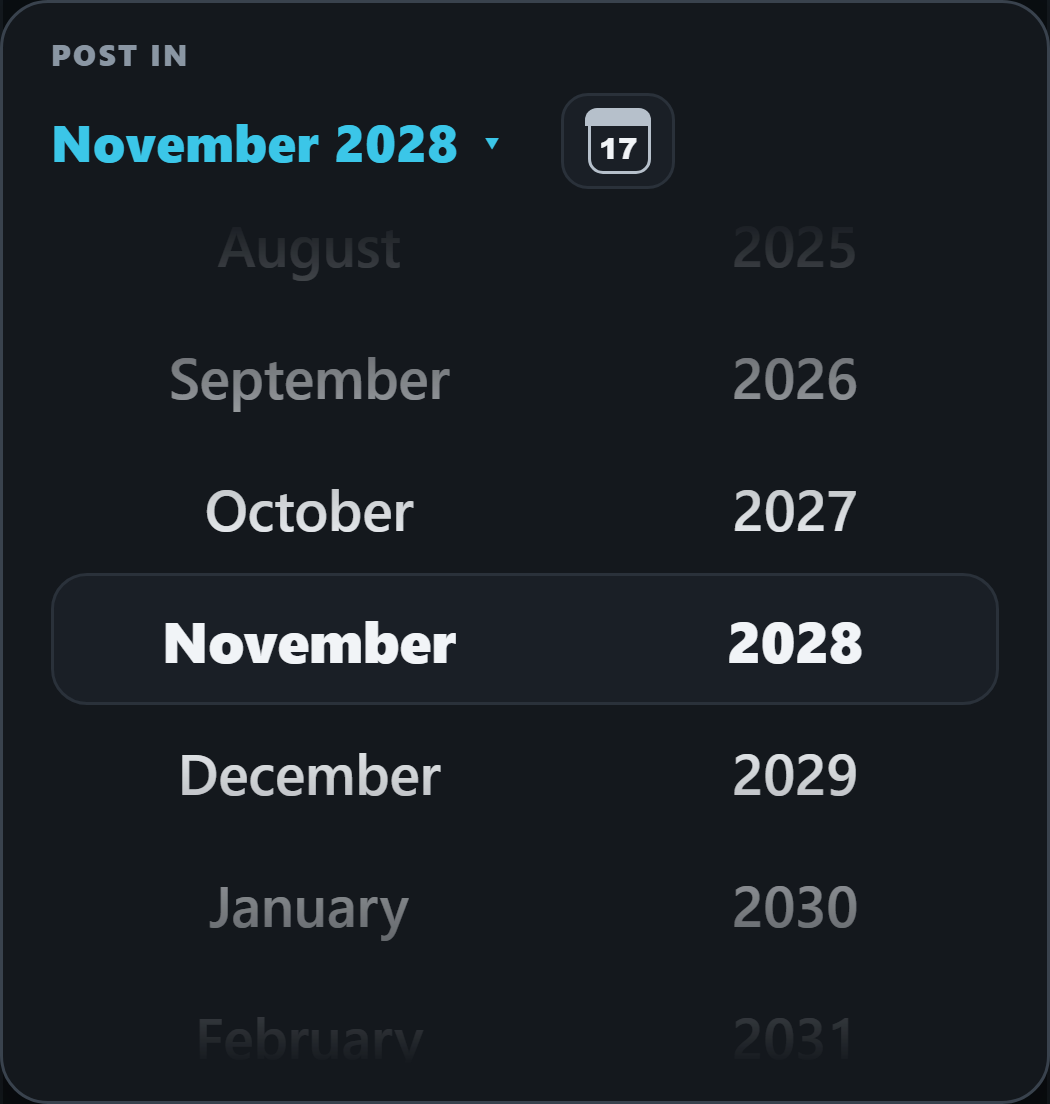 POST IN
November 2028 ▼
17
August 2025
September 2026
October 2027
November 2028
December 2029
January 2030
February 2031